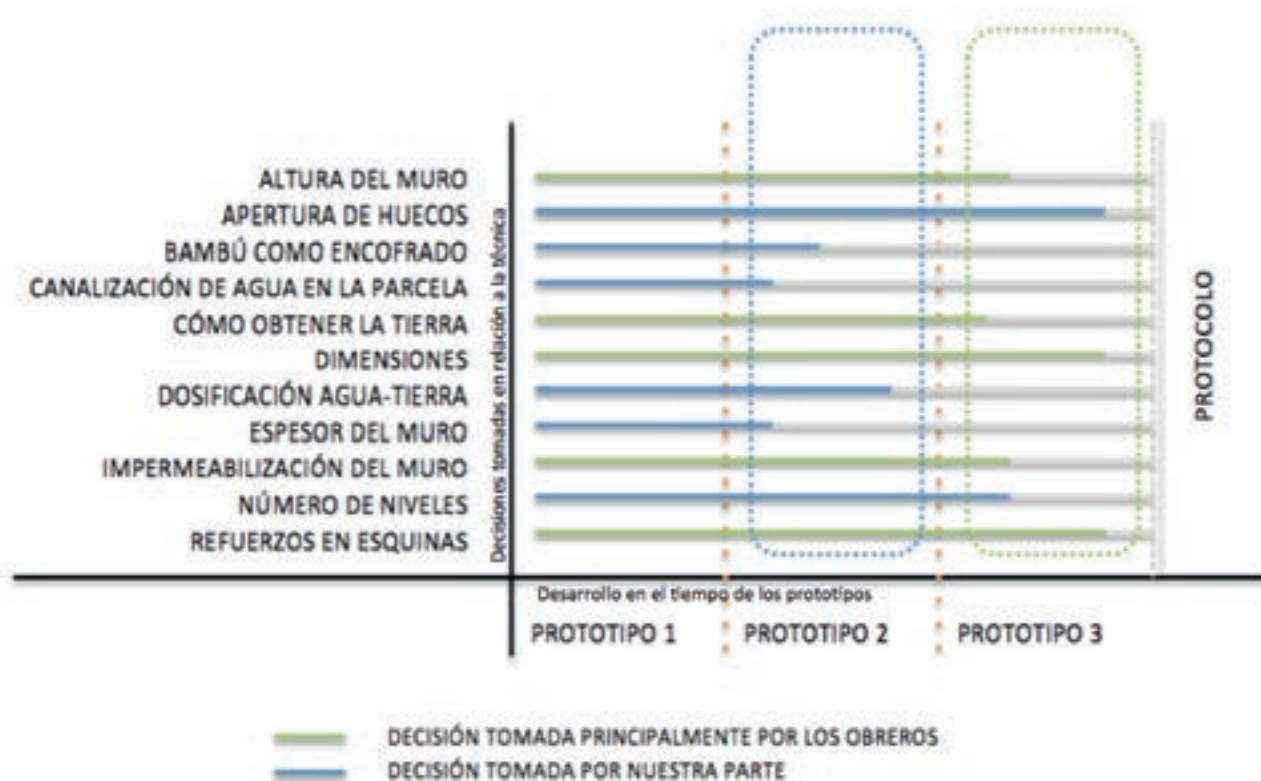 ALTURA DEL MURO
APERTURA DE HUECOS
BAMBÚ COMO ENCOFRADO
CANALIZACIÓN DE AGUA EN LA PARCELA
CÓMO OBTENER LA TIERRA
DIMENSIONES
DOSIFICACIÓN AGUA-TIERRA
ESPESOR DEL MURO
IMPERMEABILIZACIÓN DEL MURO
NÚMERO DE NIVELES
REFUERZOS EN ESQUINAS
Decisiones tomadas en relación a la técnica
PROTOCOLO
Desarrollo en el tiempo de los prototipos
PROTOTIPO 1
PROTOTIPO 2
PROTOTIPO 3
DECISIÓN TOMADA PRINCIPALMENTE POR LOS OBREROS
DECISIÓN TOMADA POR NUESTRA PARTE